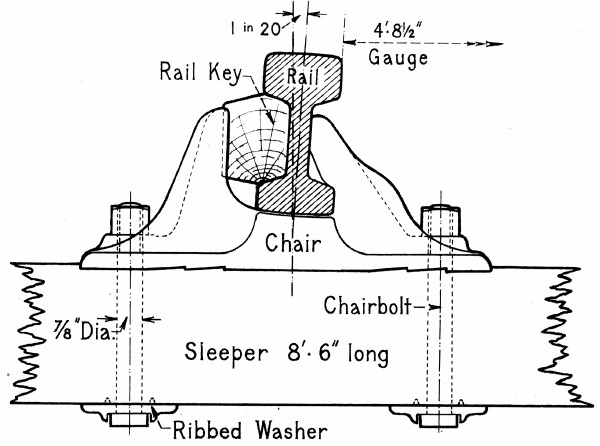 1 in 20
4'·8½"
Gauge
Rail Key
Rail
Chair
Chairbolt
⅞"Dia.
Sleeper 8'·6" long
Ribbed Washer